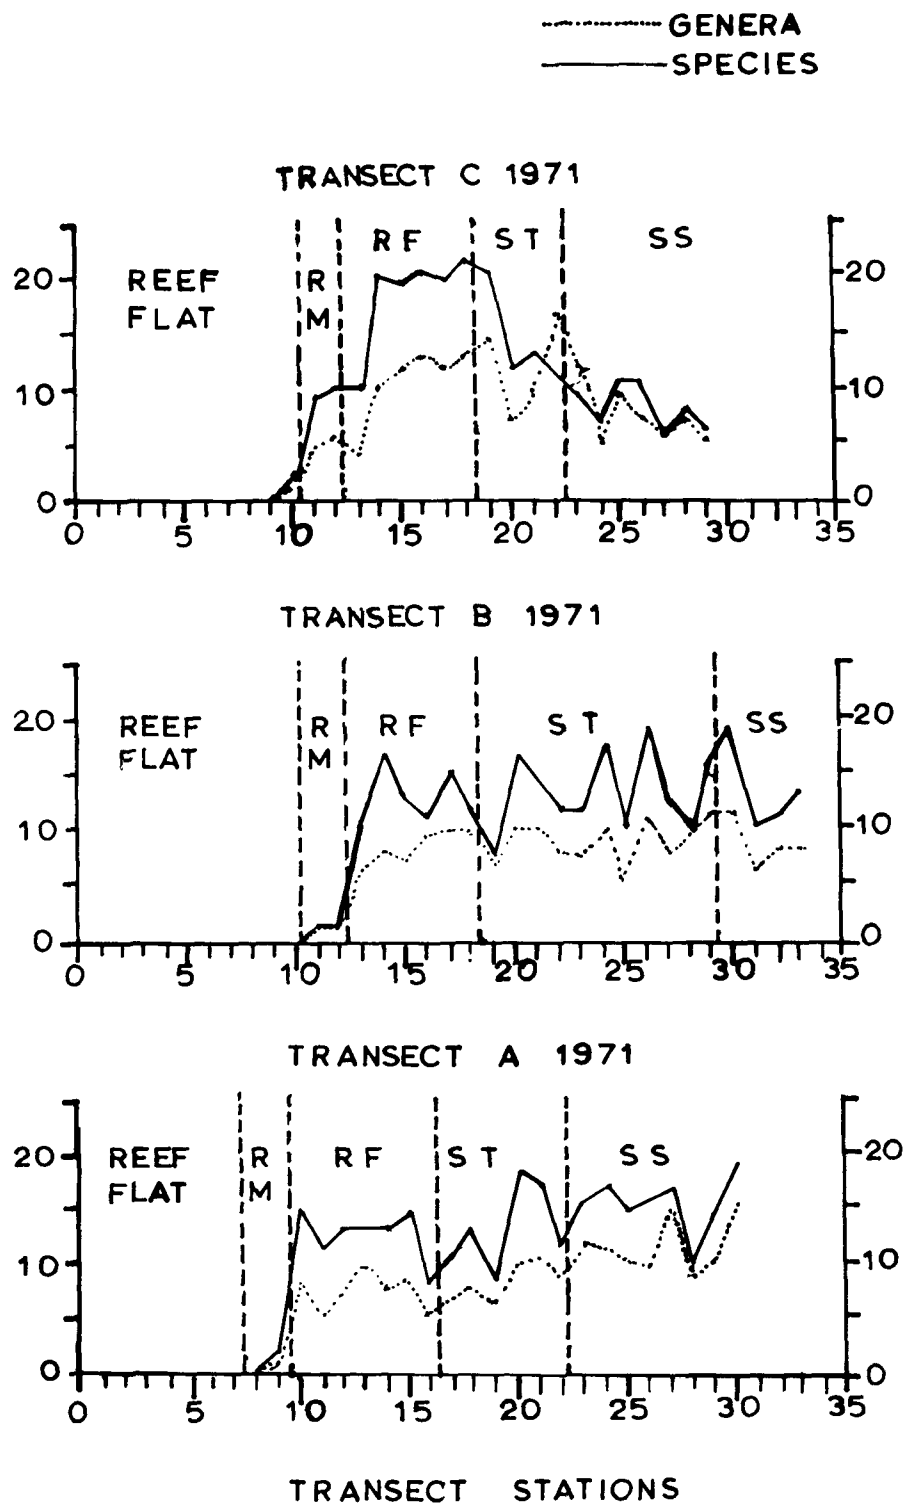 GENERA
SPECIES
TRANSECT C 1971
RF ST SS
20 REEF R 20
FLAT M
10 10
0 0
0 5 10 15 20 25 30 35
TRANSECT B 1971
20 REEF R RF ST SS 20
FLAT M
10 10
0 0
0 5 10 15 20 25 30 35
TRANSECT A 1971
20 REEF R RF ST SS 20
FLAT M
10 10
0 0
0 5 10 15 20 25 30 35
TRANSECT STATIONS